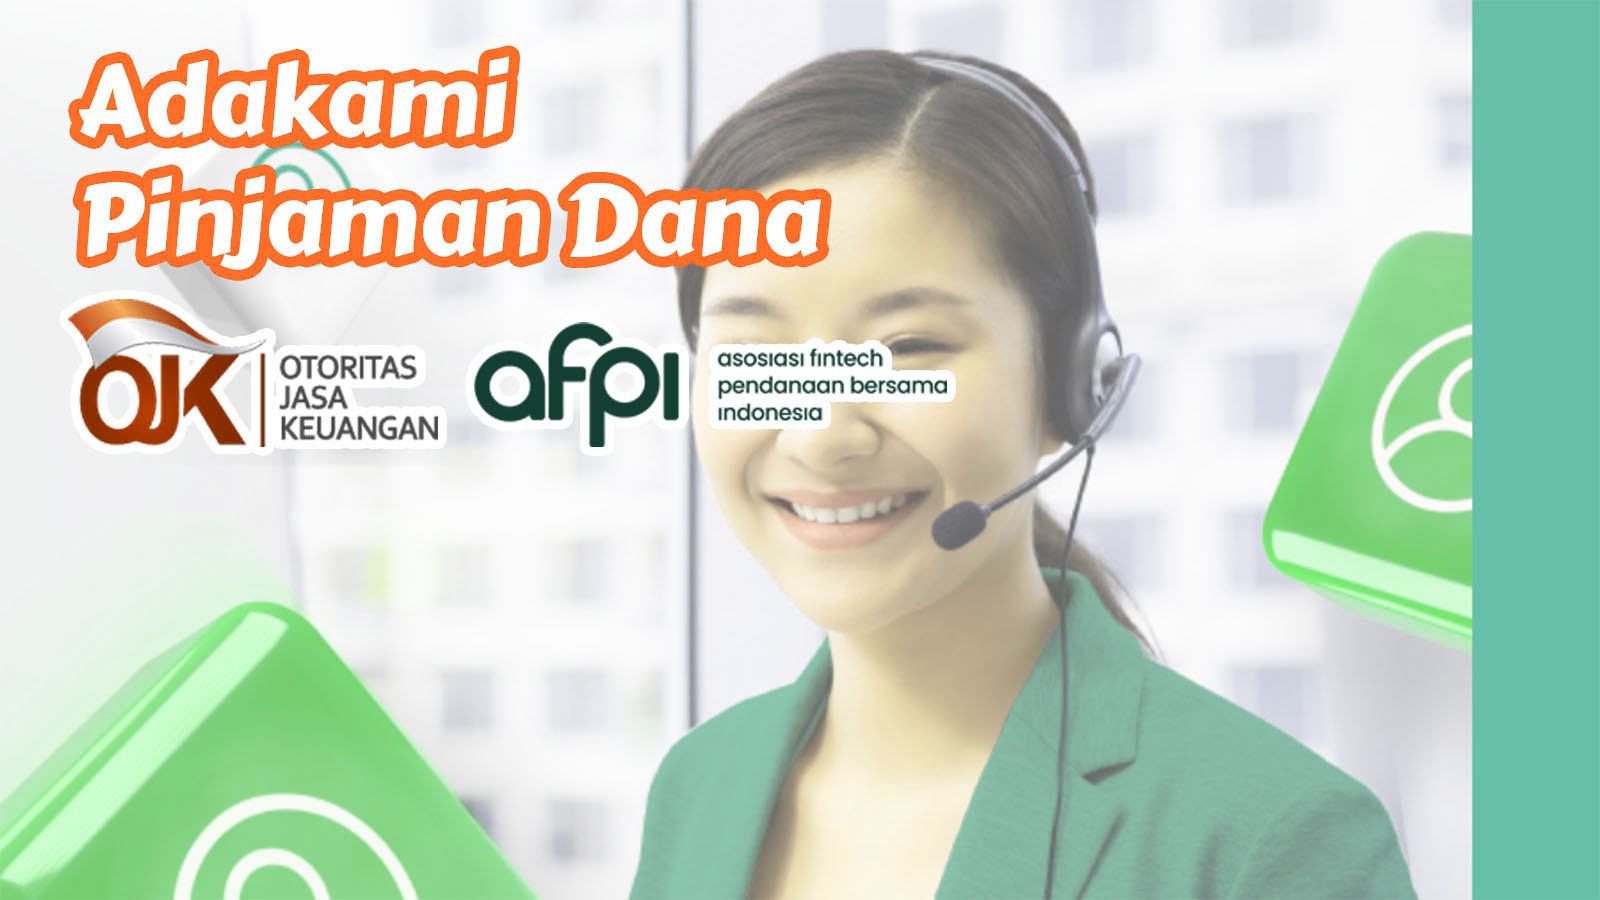 Adakami
Pinjaman Dana
OJK
OTORITAS
JASA
KEUANGAN
afpi
asosiasi fintech
pendanaan bersama
indonesia